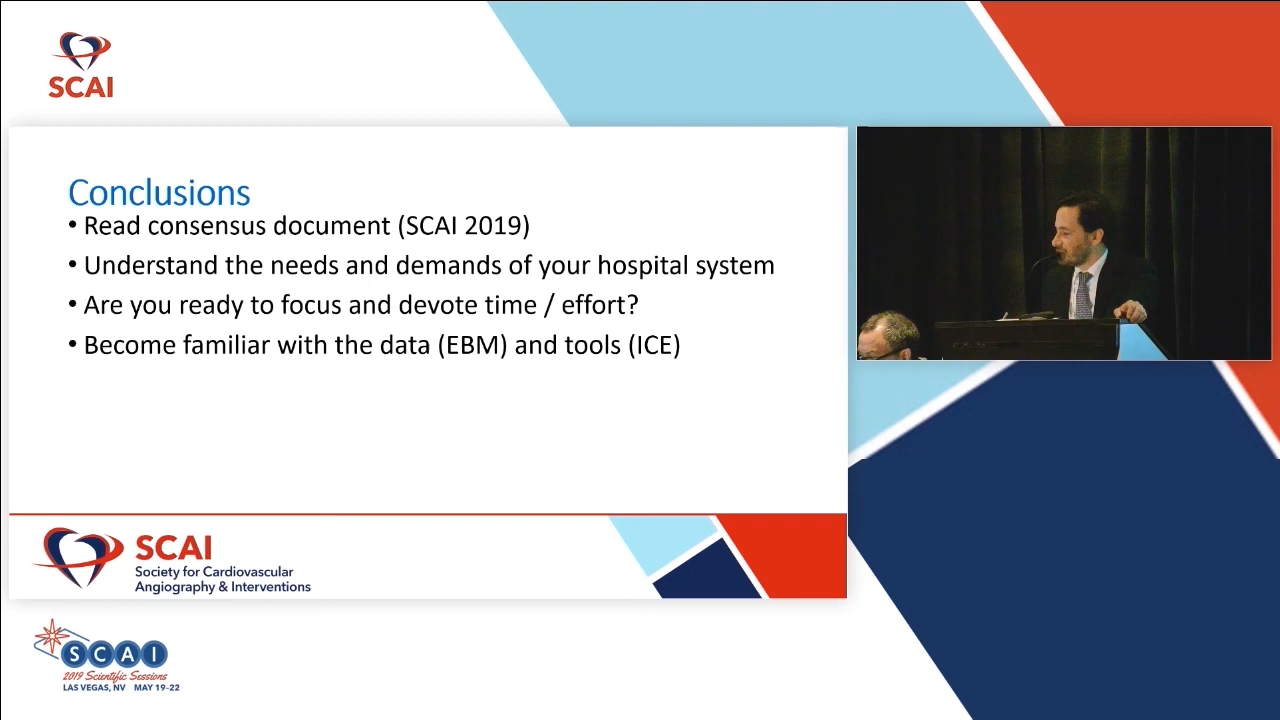 SCAI
Conclusions
• Read consensus document (SCAI 2019)
• Understand the needs and demands of your hospital system
• Are you ready to focus and devote time / effort?
• Become familiar with the data (EBM) and tools (ICE)
SCAI
Society for Cardiovascular
Angiography & Interventions
SCAI
2019 Scientific Sessions
LAS VEGAS, NV MAY 19-22